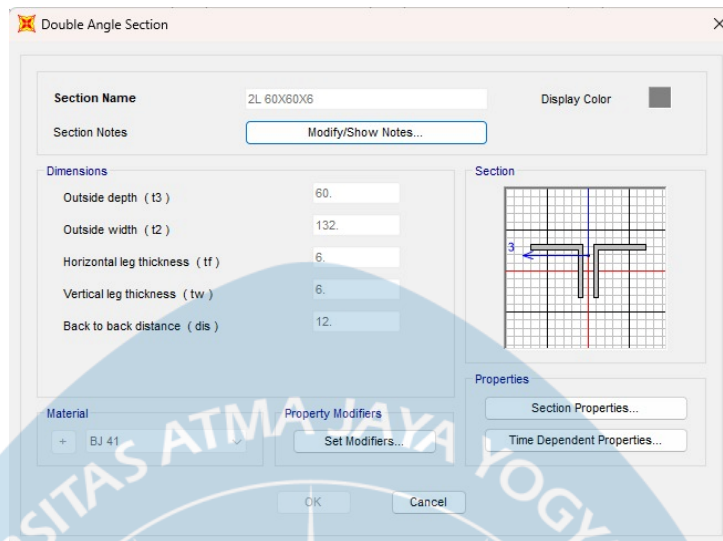 Double Angle Section
Section Name 2L 60X60X6 Display Color
Section Notes Modify/Show Notes...
Dimensions
Outside depth ( t3 ) 60.
Outside width ( t2 ) 132.
Horizontal leg thickness ( tf ) 6.
Vertical leg thickness ( tw ) 6.
Back to back distance ( dis ) 12.
Section
3
Properties
Section Properties...
Time Dependent Properties...
Material
+ BJ 41
Property Modifiers
Set Modifiers...
OK Cancel
SITAS ATMA JAYA YOGY